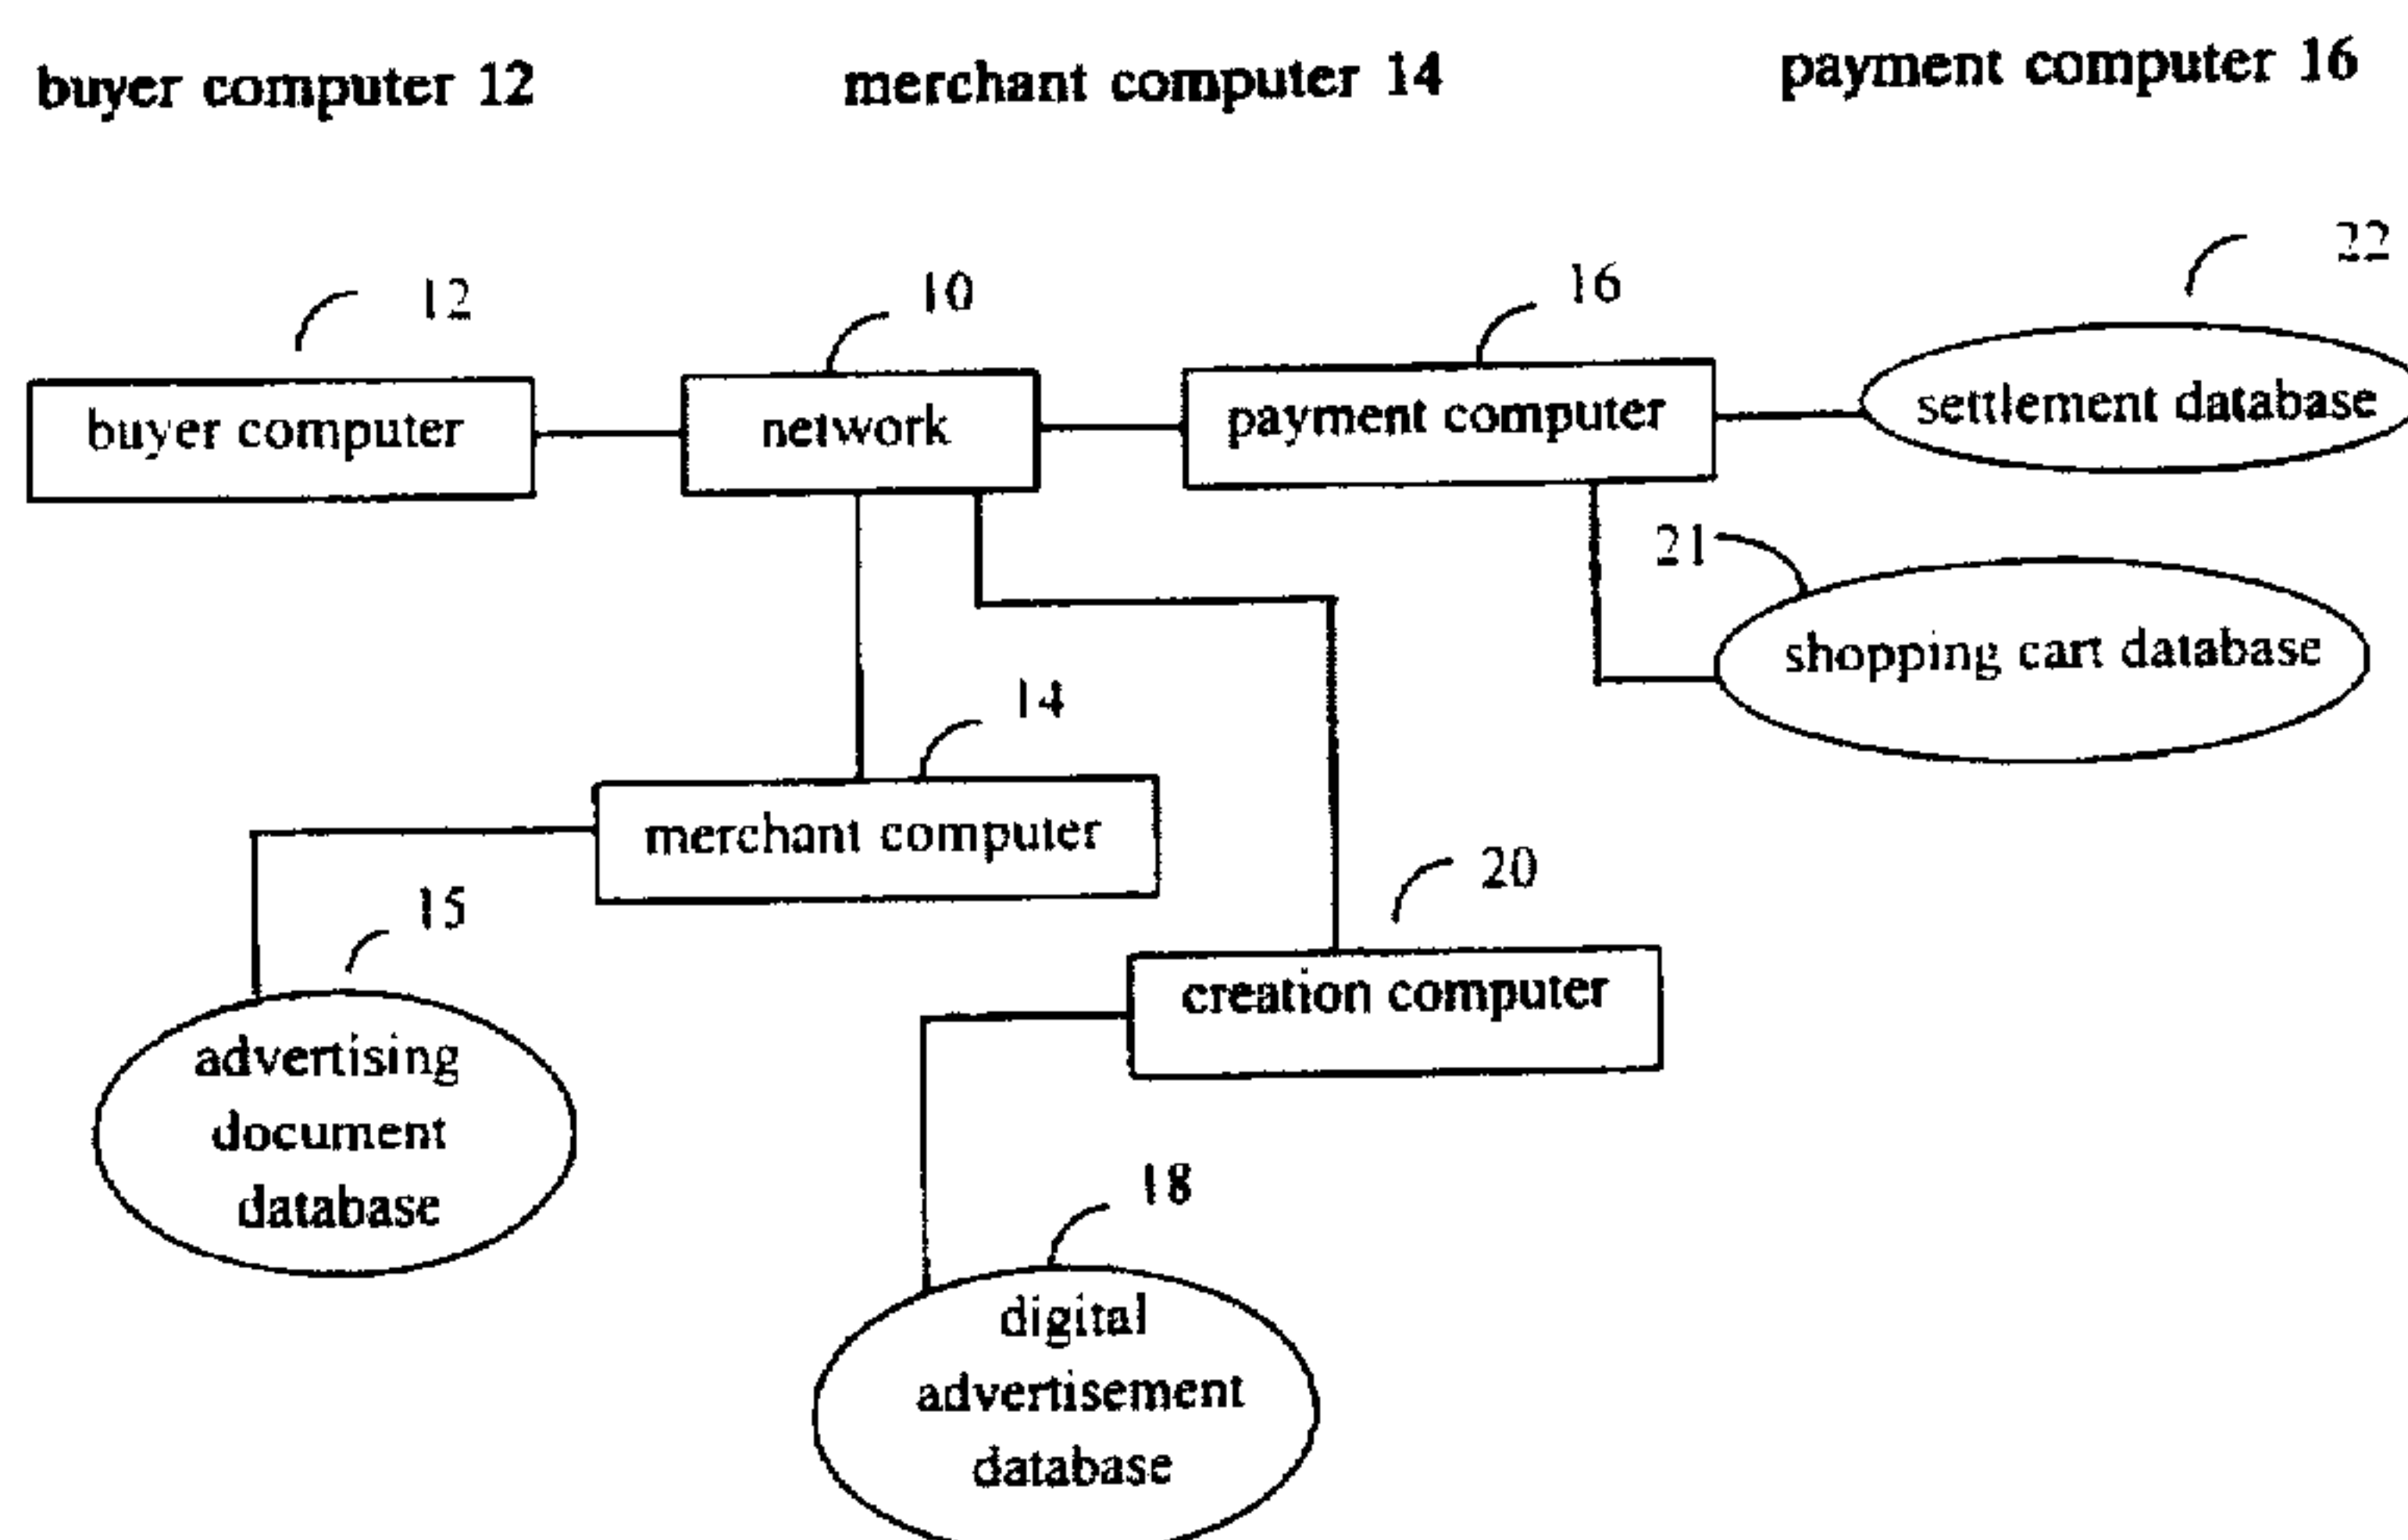 buyer computer 12
merchant computer 14
payment computer 16
22
12
10
16
buyer computer
network
payment computer
settlement database
21
shopping cart database
14
merchant computer
20
15
creation computer
advertising
document
database
18
digital
advertisement
database